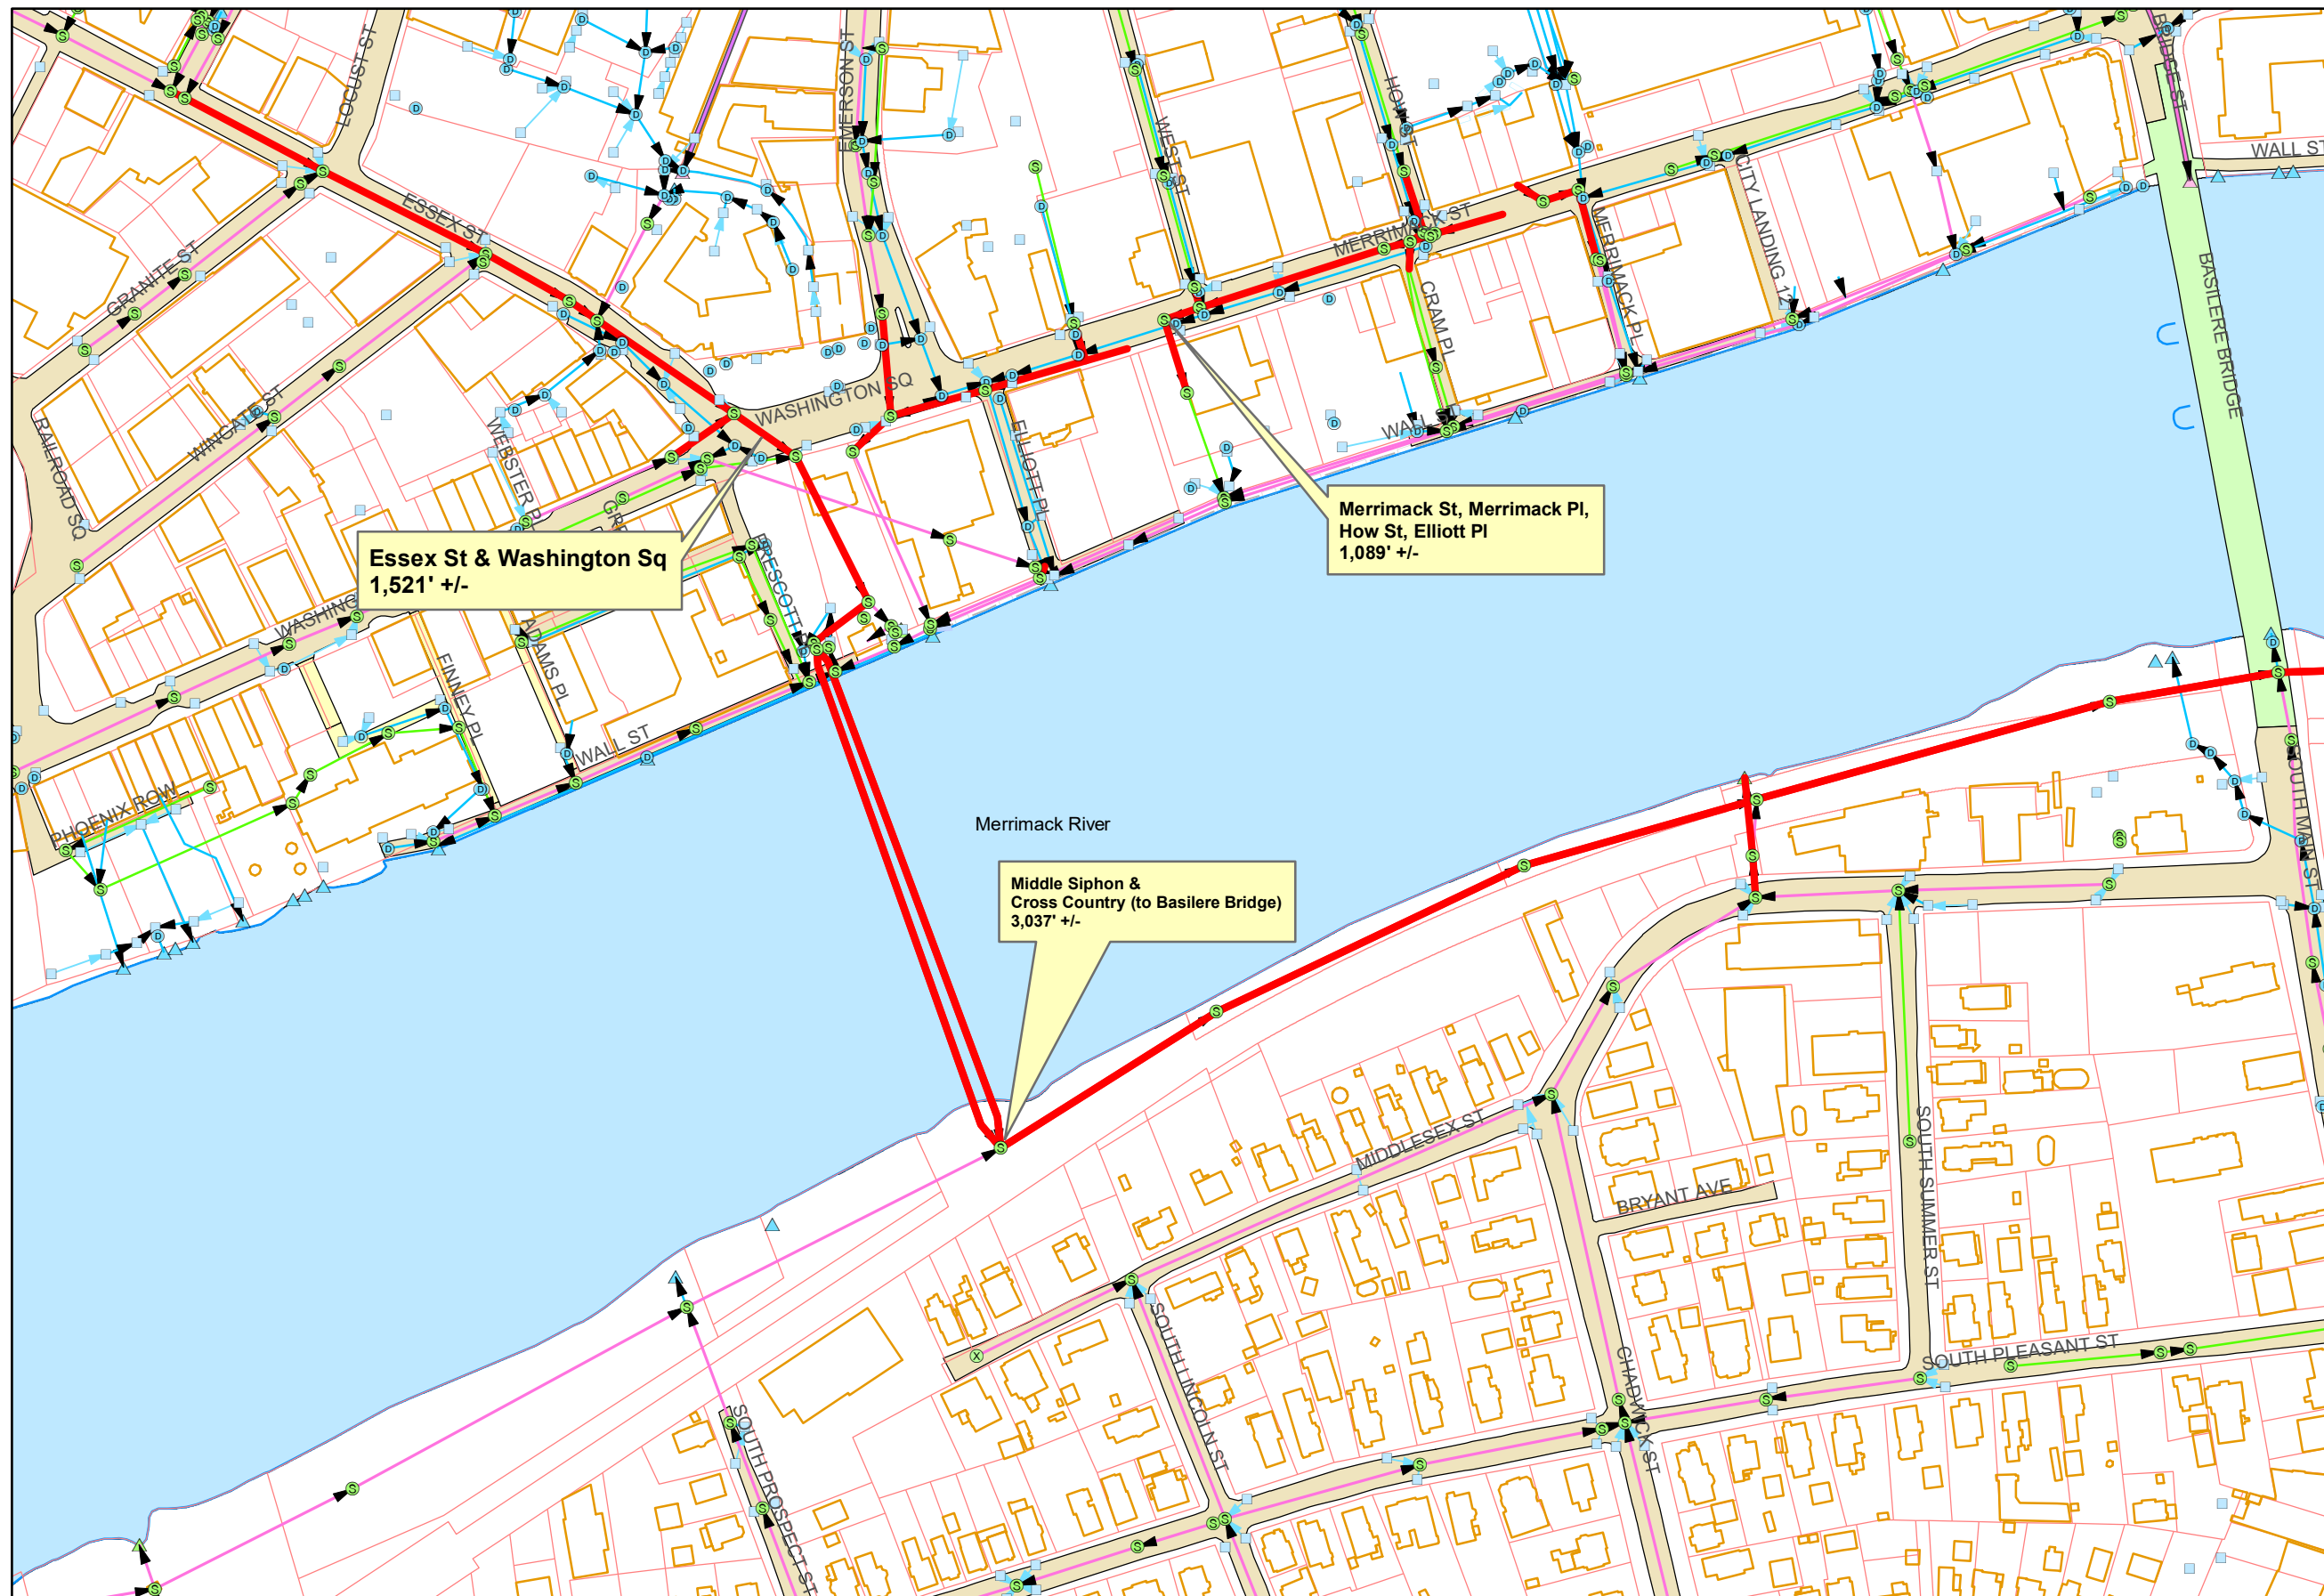 LOCUST ST
EMERSON ST
WEST ST
HOW ST
BRIDGE ST
WALL ST
ESSEX ST
GRANITE ST
MERRIMACK ST
MERRIMACK PL
CITY LANDING 12
BASILERE BRIDGE
CRAM PL
WASHINGTON SQ
WINGATE ST
RAILROAD SQ
WEBSTER PL
ELLIOTT PL
WALL ST
Merrimack St, Merrimack Pl,
How St, Elliott Pl
1,089' +/-
Essex St & Washington Sq
1,521' +/-
PRESCOTT
WASHING
ADAMS PL
FINNEY PL
WALL ST
PHOENIX ROW
SOUTH MAIN ST
Merrimack River
Middle Siphon &
Cross Country (to Basilere Bridge)
3,037' +/-
MIDDLESEX ST
BRYANT AVE
SOUTH SUMMER ST
SOUTH PLEASANT ST
SOUTH LINCOLN ST
CHADWICK ST
SOUTH PROSPECT ST